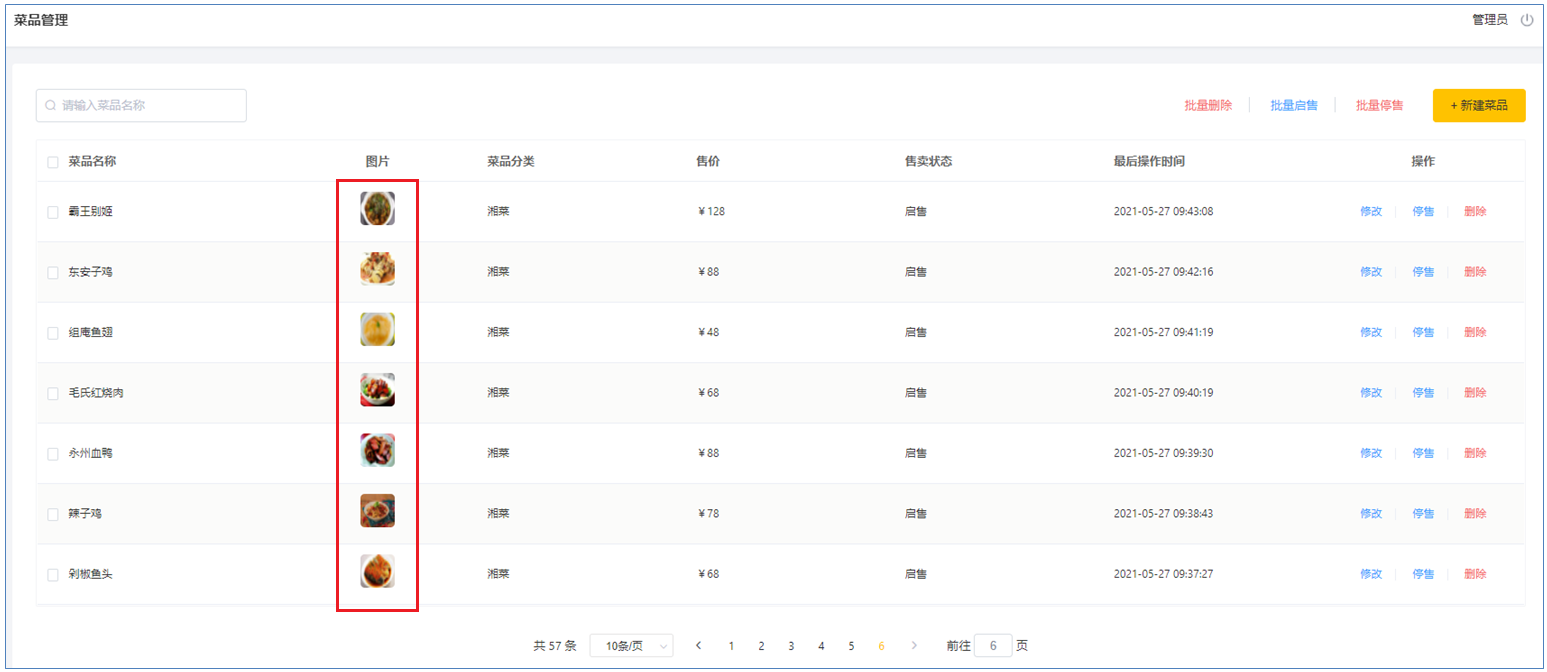 菜品管理
管理员
请输入菜品名称
批量删除 批量启售 批量停售 + 新建菜品
菜品名称 图片 菜品分类 售价 售卖状态 最后操作时间 操作
霸王别姬 湘菜 ¥128 启售 2021-05-27 09:43:08 修改 停售 删除
东安子鸡 湘菜 ¥88 启售 2021-05-27 09:42:16 修改 停售 删除
组庵鱼翅 湘菜 ¥48 启售 2021-05-27 09:41:19 修改 停售 删除
毛氏红烧肉 湘菜 ¥68 启售 2021-05-27 09:40:19 修改 停售 删除
永州血鸭 湘菜 ¥88 启售 2021-05-27 09:39:30 修改 停售 删除
辣子鸡 湘菜 ¥78 启售 2021-05-27 09:38:43 修改 停售 删除
剁椒鱼头 湘菜 ¥68 启售 2021-05-27 09:37:27 修改 停售 删除
共 57 条 10条/页 1 2 3 4 5 6 前往 6 页